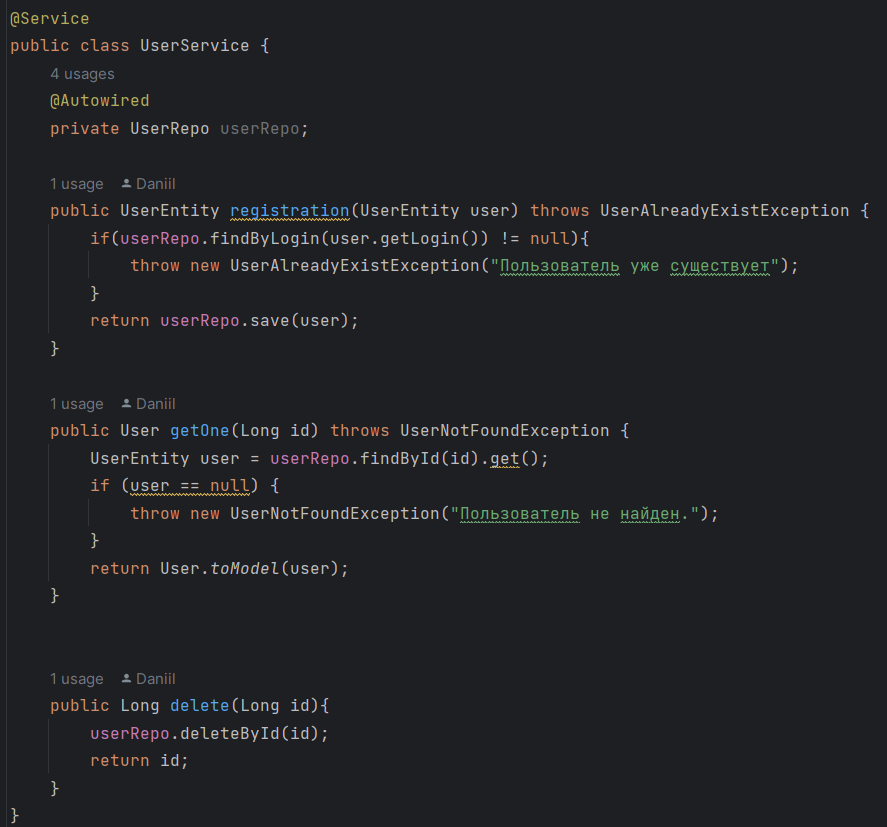 @Service
public class UserService {
4 usages
@Autowired
private UserRepo userRepo;
1 usage Daniil
public UserEntity registration(UserEntity user) throws UserAlreadyExistException {
if(userRepo.findByLogin(user.getLogin()) != null){
throw new UserAlreadyExistException("Пользователь уже существует");
}
return userRepo.save(user);
}
1 usage Daniil
public User getOne(Long id) throws UserNotFoundException {
UserEntity user = userRepo.findById(id).get();
if (user == null) {
throw new UserNotFoundException("Пользователь не найден.");
}
return User.toModel(user);
}
1 usage Daniil
public Long delete(Long id){
userRepo.deleteById(id);
return id;
}
}